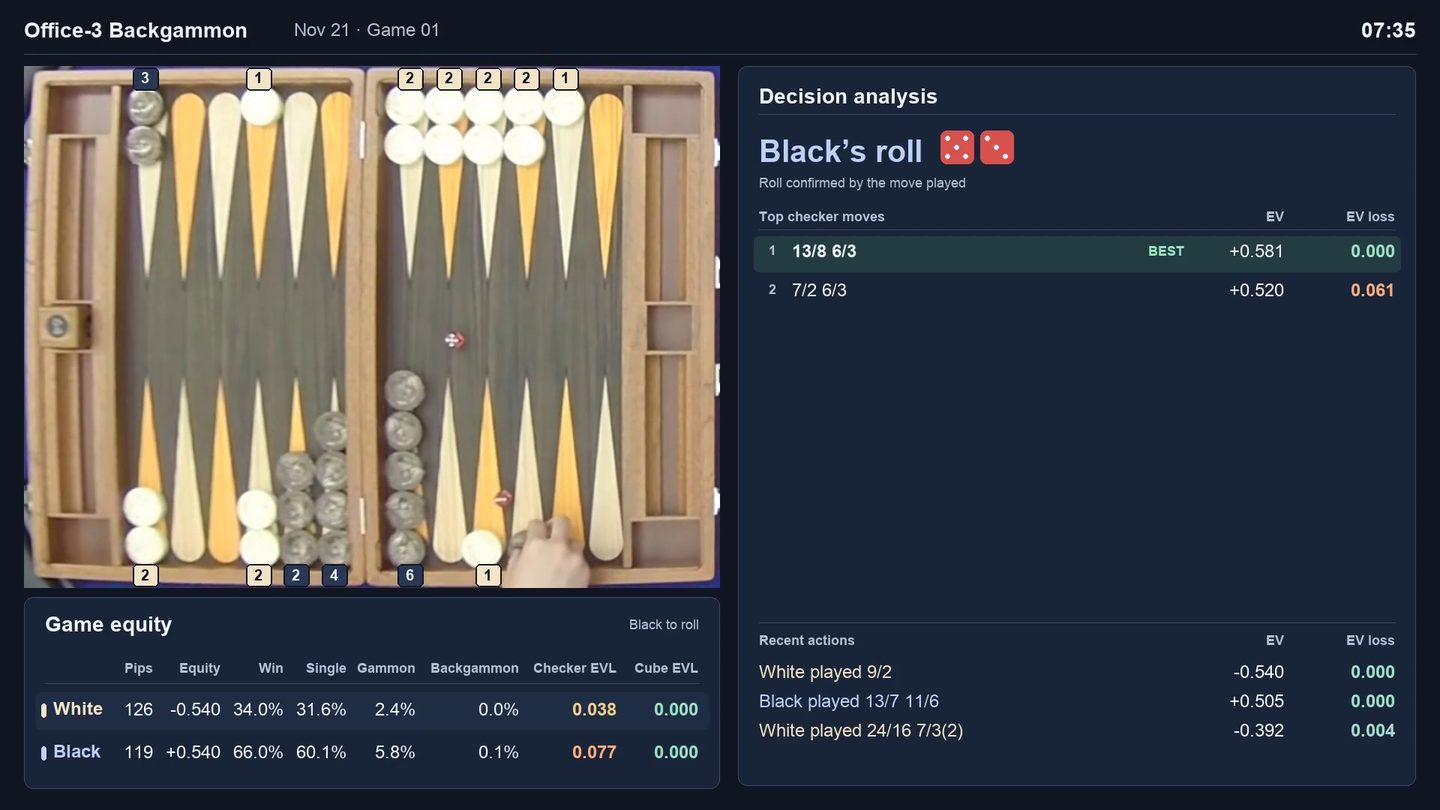 Office-3 Backgammon Nov 21 · Game 01 07:35
3 1 2 2 2 2 1
2 2 2 4 6 1
Game equity Black to roll
Pips Equity Win Single Gammon Backgammon Checker EVL Cube EVL
White 126 -0.540 34.0% 31.6% 2.4% 0.0% 0.038 0.000
Black 119 +0.540 66.0% 60.1% 5.8% 0.1% 0.077 0.000
Decision analysis
Black’s roll
Roll confirmed by the move played
Top checker moves EV EV loss
1 13/8 6/3 BEST +0.581 0.000
2 7/2 6/3 +0.520 0.061
Recent actions EV EV loss
White played 9/2 -0.540 0.000
Black played 13/7 11/6 +0.505 0.000
White played 24/16 7/3(2) -0.392 0.004